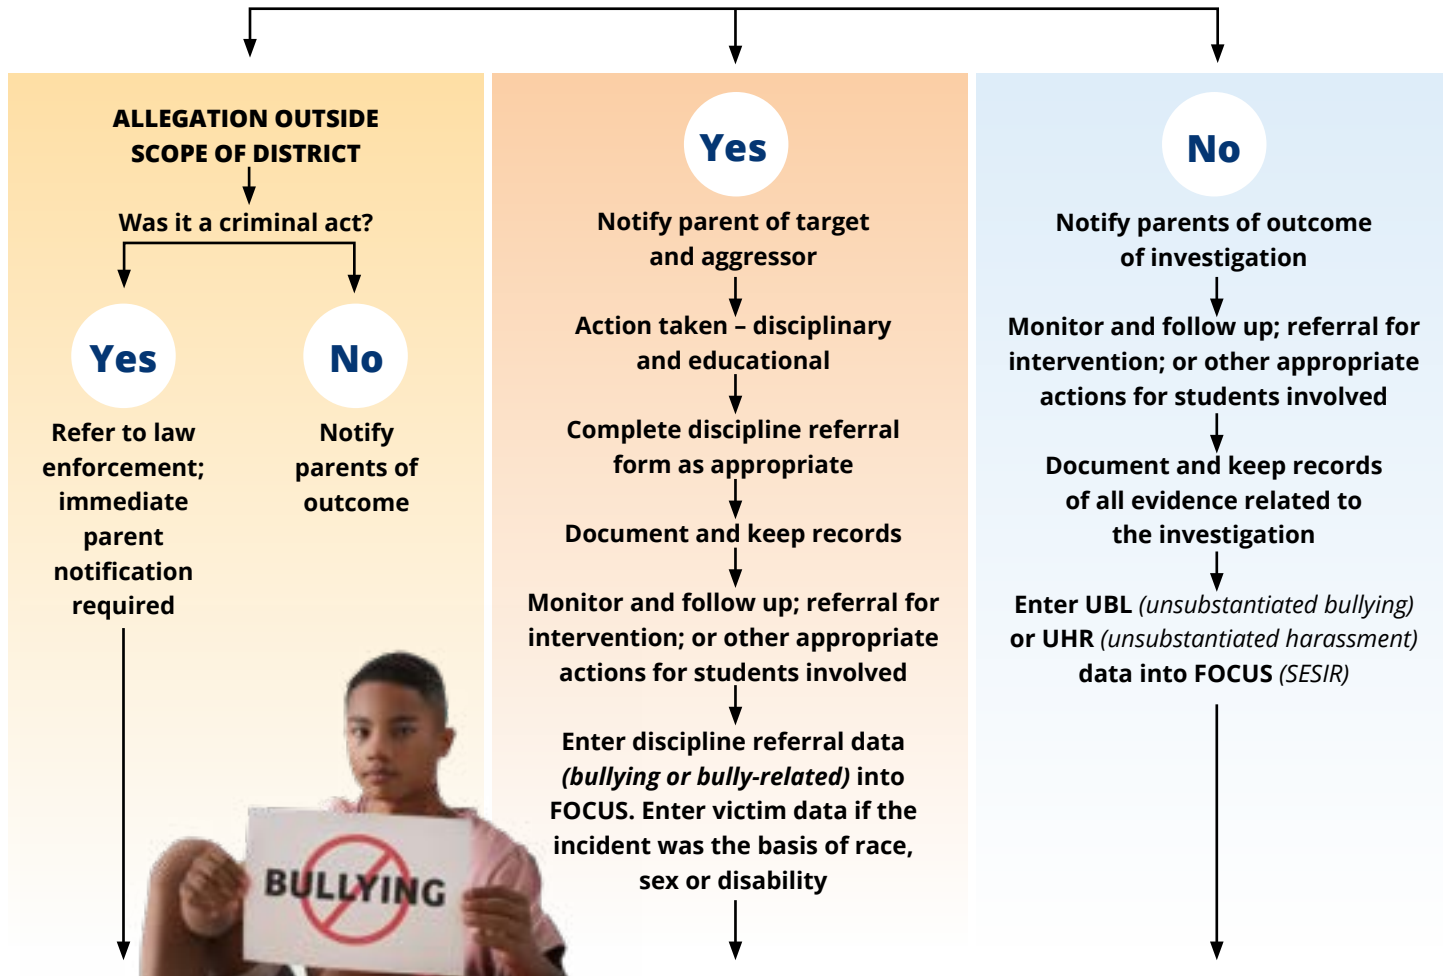 ALLEGATION OUTSIDE
SCOPE OF DISTRICT
Was it a criminal act?
Yes
Refer to law
enforcement;
immediate
parent
notification
required
No
Notify
parents of
outcome
BULLYING
Yes
Notify parent of target
and aggressor
Action taken – disciplinary
and educational
Complete discipline referral
form as appropriate
Document and keep records
Monitor and follow up; referral for
intervention; or other appropriate
actions for students involved
Enter discipline referral data
(bullying or bully-related) into
FOCUS. Enter victim data if the
incident was the basis of race,
sex or disability
No
Notify parents of outcome
of investigation
Monitor and follow up; referral for
intervention; or other appropriate
actions for students involved
Document and keep records
of all evidence related to
the investigation
Enter UBL (unsubstantiated bullying)
or UHR (unsubstantiated harassment)
data into FOCUS (SESIR)